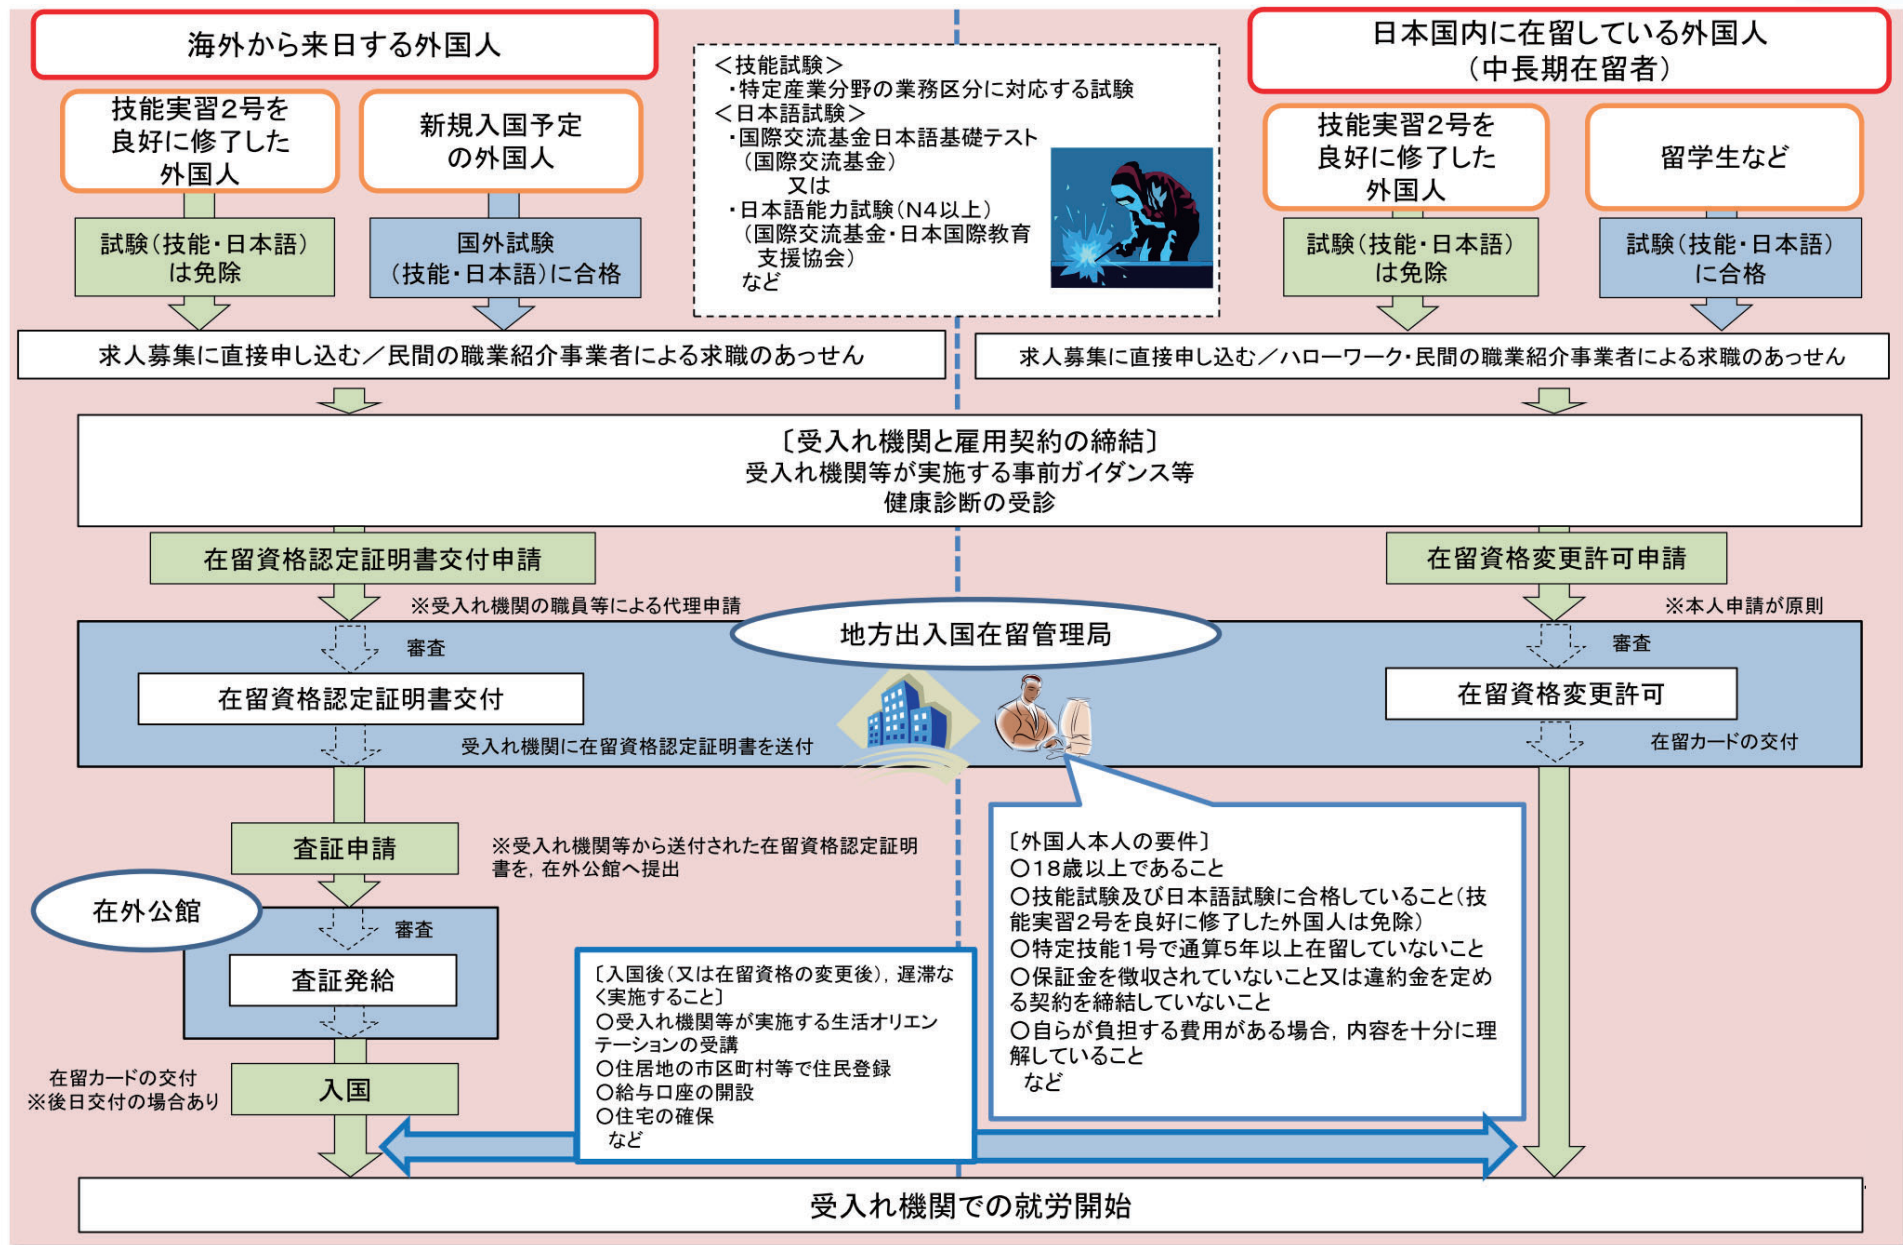 海外から来日する外国人
技能実習２号を
良好に修了した
外国人
新規入国予定
の外国人
試験（技能・日本語）
は免除
国外試験
（技能・日本語）に合格
＜技能試験＞
・特定産業分野の業務区分に対応する試験
＜日本語試験＞
・国際交流基金日本語基礎テスト
（国際交流基金）
又は
・日本語能力試験（N4以上）
（国際交流基金・日本国際教育
支援協会）
など
日本国内に在留している外国人
（中長期在留者）
技能実習２号を
良好に修了した
外国人
留学生など
試験（技能・日本語）
は免除
試験（技能・日本語）
に合格
求人募集に直接申し込む／民間の職業紹介事業者による求職のあっせん
求人募集に直接申し込む／ハローワーク・民間の職業紹介事業者による求職のあっせん
〔受入れ機関と雇用契約の締結〕
受入れ機関等が実施する事前ガイダンス等
健康診断の受診
在留資格認定証明書交付申請
※受入れ機関の職員等による代理申請
在留資格変更許可申請
※本人申請が原則
地方出入国在留管理局
審査
在留資格認定証明書交付
受入れ機関に在留資格認定証明書を送付
審査
在留資格変更許可
在留カードの交付
査証申請
※受入れ機関等から送付された在留資格認定証明
書を，在外公館へ提出
在外公館
審査
査証発給
在留カードの交付
※後日交付の場合あり
入国
〔入国後（又は在留資格の変更後），遅滞な
く実施すること〕
○受入れ機関等が実施する生活オリエン
テーションの受講
○住居地の市区町村等で住民登録
○給与口座の開設
○住宅の確保
など
〔外国人本人の要件〕
○18歳以上であること
○技能試験及び日本語試験に合格していること（技
能実習２号を良好に修了した外国人は免除）
○特定技能１号で通算５年以上在留していないこと
○保証金を徴収されていないこと又は違約金を定め
る契約を締結していないこと
○自らが負担する費用がある場合，内容を十分に理
解していること
など
受入れ機関での就労開始